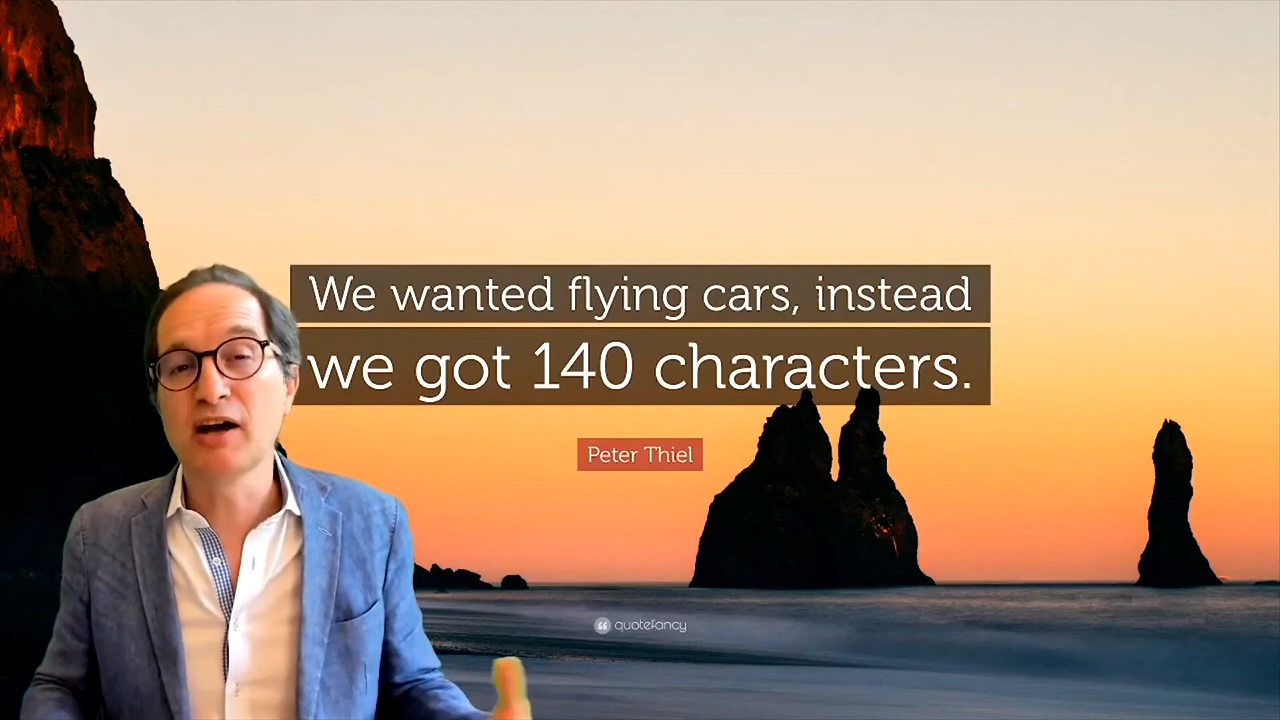 We wanted flying cars, instead
we got 140 characters.
Peter Thiel
quotefancy